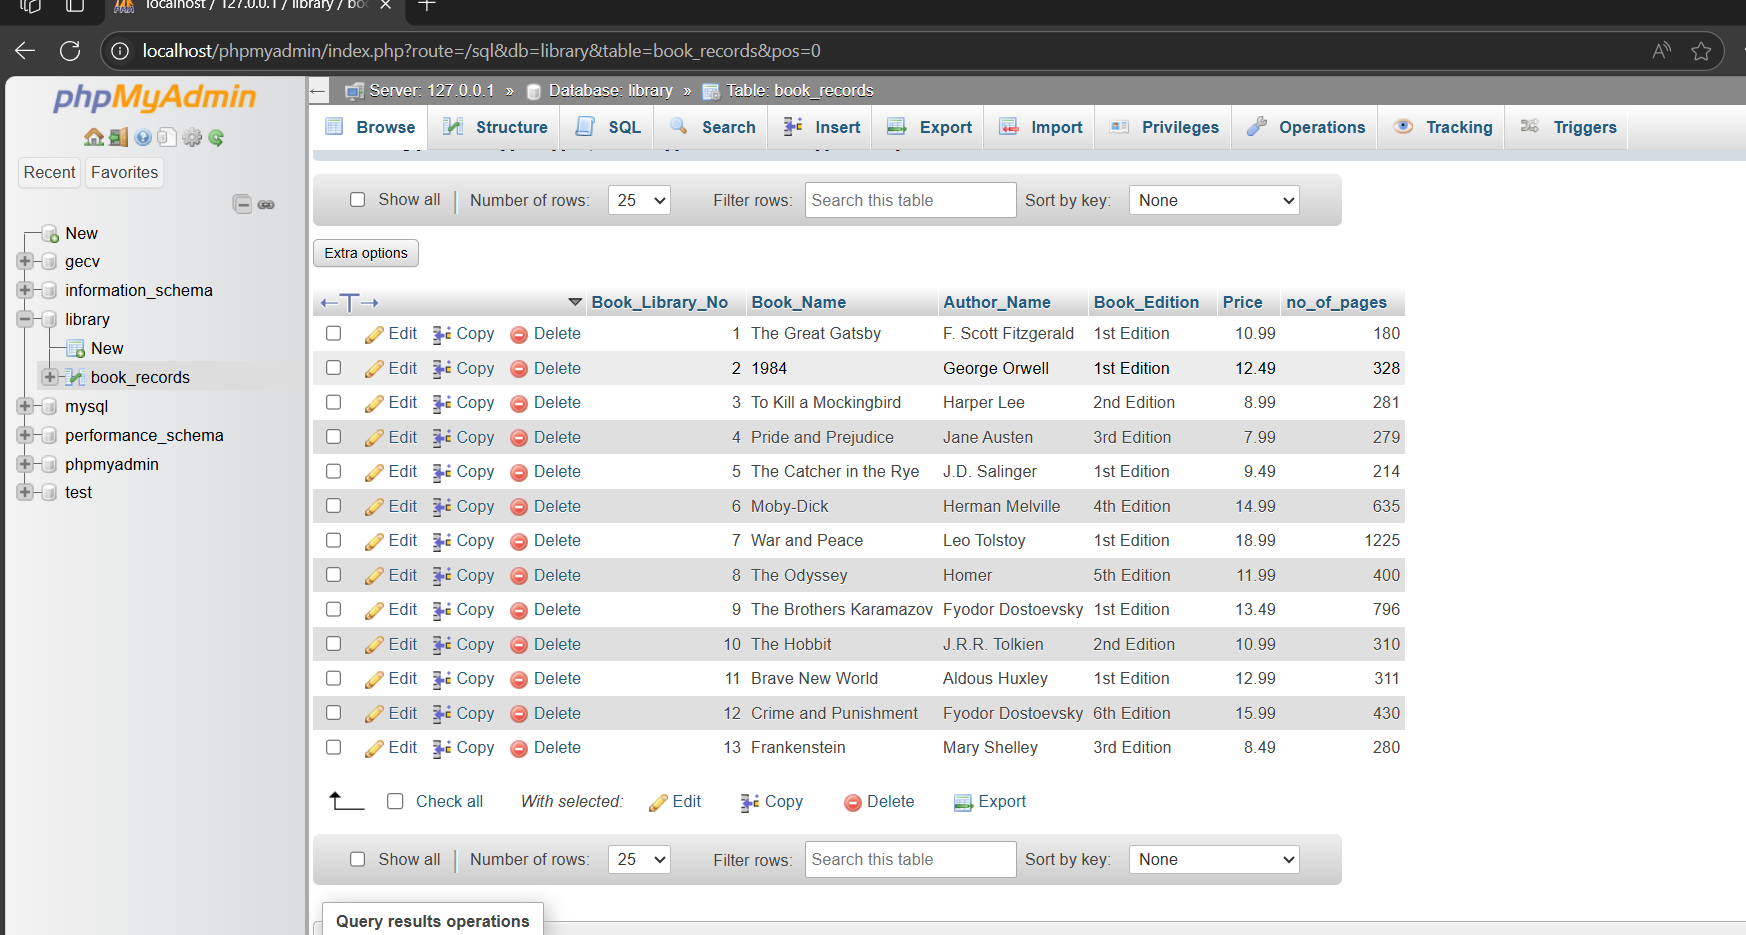 localhost / 127.0.0.1 / library / boo
localhost/phpmyadmin/index.php?route=/sql&db=library&table=book_records&pos=0
phpMyAdmin
Recent Favorites
New
gecv
information_schema
library
New
book_records
mysql
performance_schema
phpmyadmin
test
Server: 127.0.0.1 » Database: library » Table: book_records
Browse Structure SQL Search Insert Export Import Privileges Operations Tracking Triggers
Show all Number of rows: 25 Filter rows: Search this table Sort by key: None
Extra options
Book_Library_No Book_Name Author_Name Book_Edition Price no_of_pages
Edit Copy Delete 1 The Great Gatsby F. Scott Fitzgerald 1st Edition 10.99 180
Edit Copy Delete 2 1984 George Orwell 1st Edition 12.49 328
Edit Copy Delete 3 To Kill a Mockingbird Harper Lee 2nd Edition 8.99 281
Edit Copy Delete 4 Pride and Prejudice Jane Austen 3rd Edition 7.99 279
Edit Copy Delete 5 The Catcher in the Rye J.D. Salinger 1st Edition 9.49 214
Edit Copy Delete 6 Moby-Dick Herman Melville 4th Edition 14.99 635
Edit Copy Delete 7 War and Peace Leo Tolstoy 1st Edition 18.99 1225
Edit Copy Delete 8 The Odyssey Homer 5th Edition 11.99 400
Edit Copy Delete 9 The Brothers Karamazov Fyodor Dostoevsky 1st Edition 13.49 796
Edit Copy Delete 10 The Hobbit J.R.R. Tolkien 2nd Edition 10.99 310
Edit Copy Delete 11 Brave New World Aldous Huxley 1st Edition 12.99 311
Edit Copy Delete 12 Crime and Punishment Fyodor Dostoevsky 6th Edition 15.99 430
Edit Copy Delete 13 Frankenstein Mary Shelley 3rd Edition 8.49 280
Check all With selected: Edit Copy Delete Export
Show all Number of rows: 25 Filter rows: Search this table Sort by key: None
Query results operations